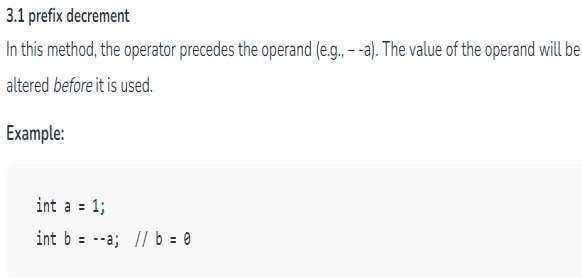 3.1 prefix decrement
In this method, the operator precedes the operand (e.g., – -a). The value of the operand will be
altered before it is used.
Example:
int a = 1;
int b = --a;  // b = 0